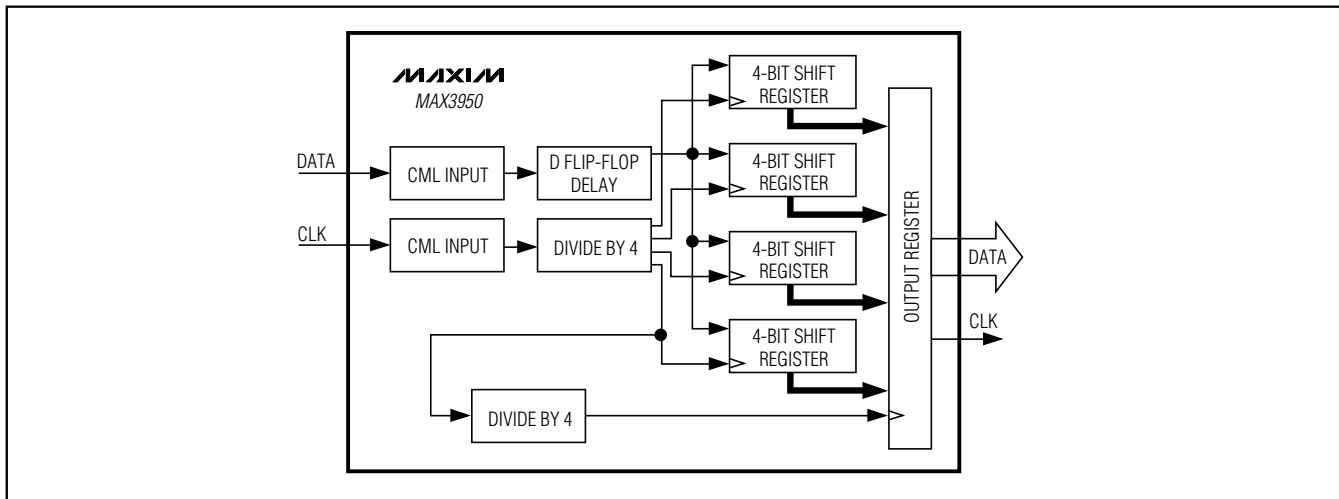 MAXIM
MAX3950
DATA
CML INPUT
D FLIP-FLOP
DELAY
CLK
CML INPUT
DIVIDE BY 4
DIVIDE BY 4
4-BIT SHIFT
REGISTER
4-BIT SHIFT
REGISTER
4-BIT SHIFT
REGISTER
4-BIT SHIFT
REGISTER
OUTPUT REGISTER
DATA
CLK